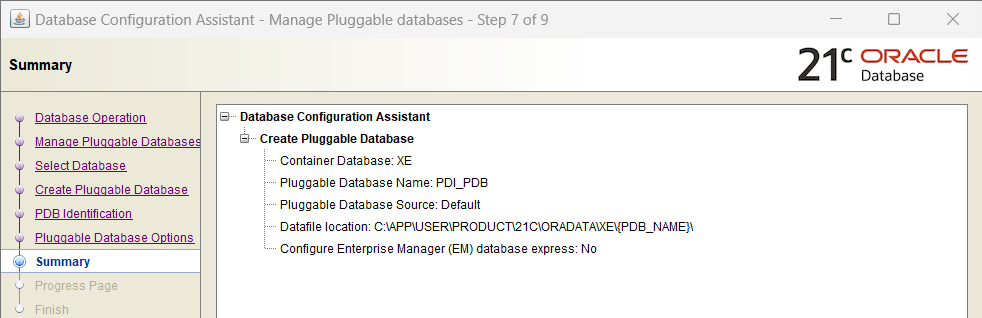 Database Configuration Assistant - Manage Pluggable databases - Step 7 of 9
Summary
21c ORACLE
Database
Database Operation
Manage Pluggable Databases
Select Database
Create Pluggable Database
PDB Identification
Pluggable Database Options
Summary
Progress Page
Finish
Database Configuration Assistant
Create Pluggable Database
Container Database: XE
Pluggable Database Name: PDI_PDB
Pluggable Database Source: Default
Datafile location: C:\APP\USER\PRODUCT\21C\ORADATA\XE\{PDB_NAME}\
Configure Enterprise Manager (EM) database express: No